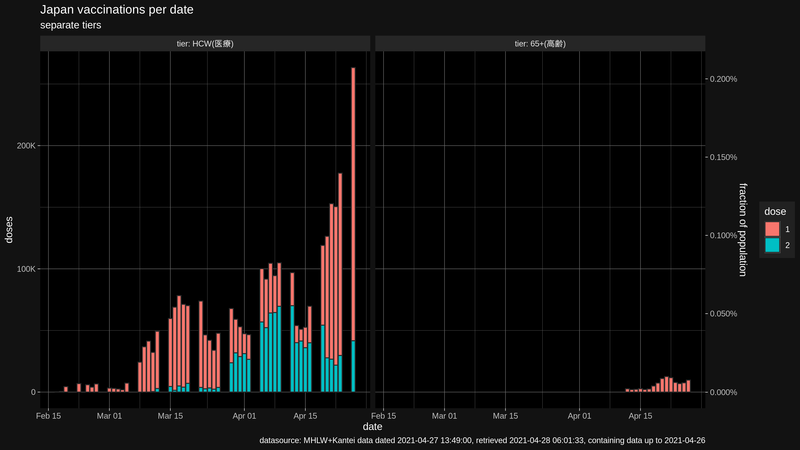 Japan vaccinations per date
separate tiers
tier: HCW(医療)
tier: 65+(高齢)
200K
100K
0
doses
0.200%
0.150%
0.100%
0.050%
0.000%
fraction of population
dose
1
2
Feb 15
Mar 01
Mar 15
Apr 01
Apr 15
Feb 15
Mar 01
Mar 15
Apr 01
Apr 15
date
datasource: MHLW+Kantei data dated 2021-04-27 13:49:00, retrieved 2021-04-28 06:01:33, containing data up to 2021-04-26